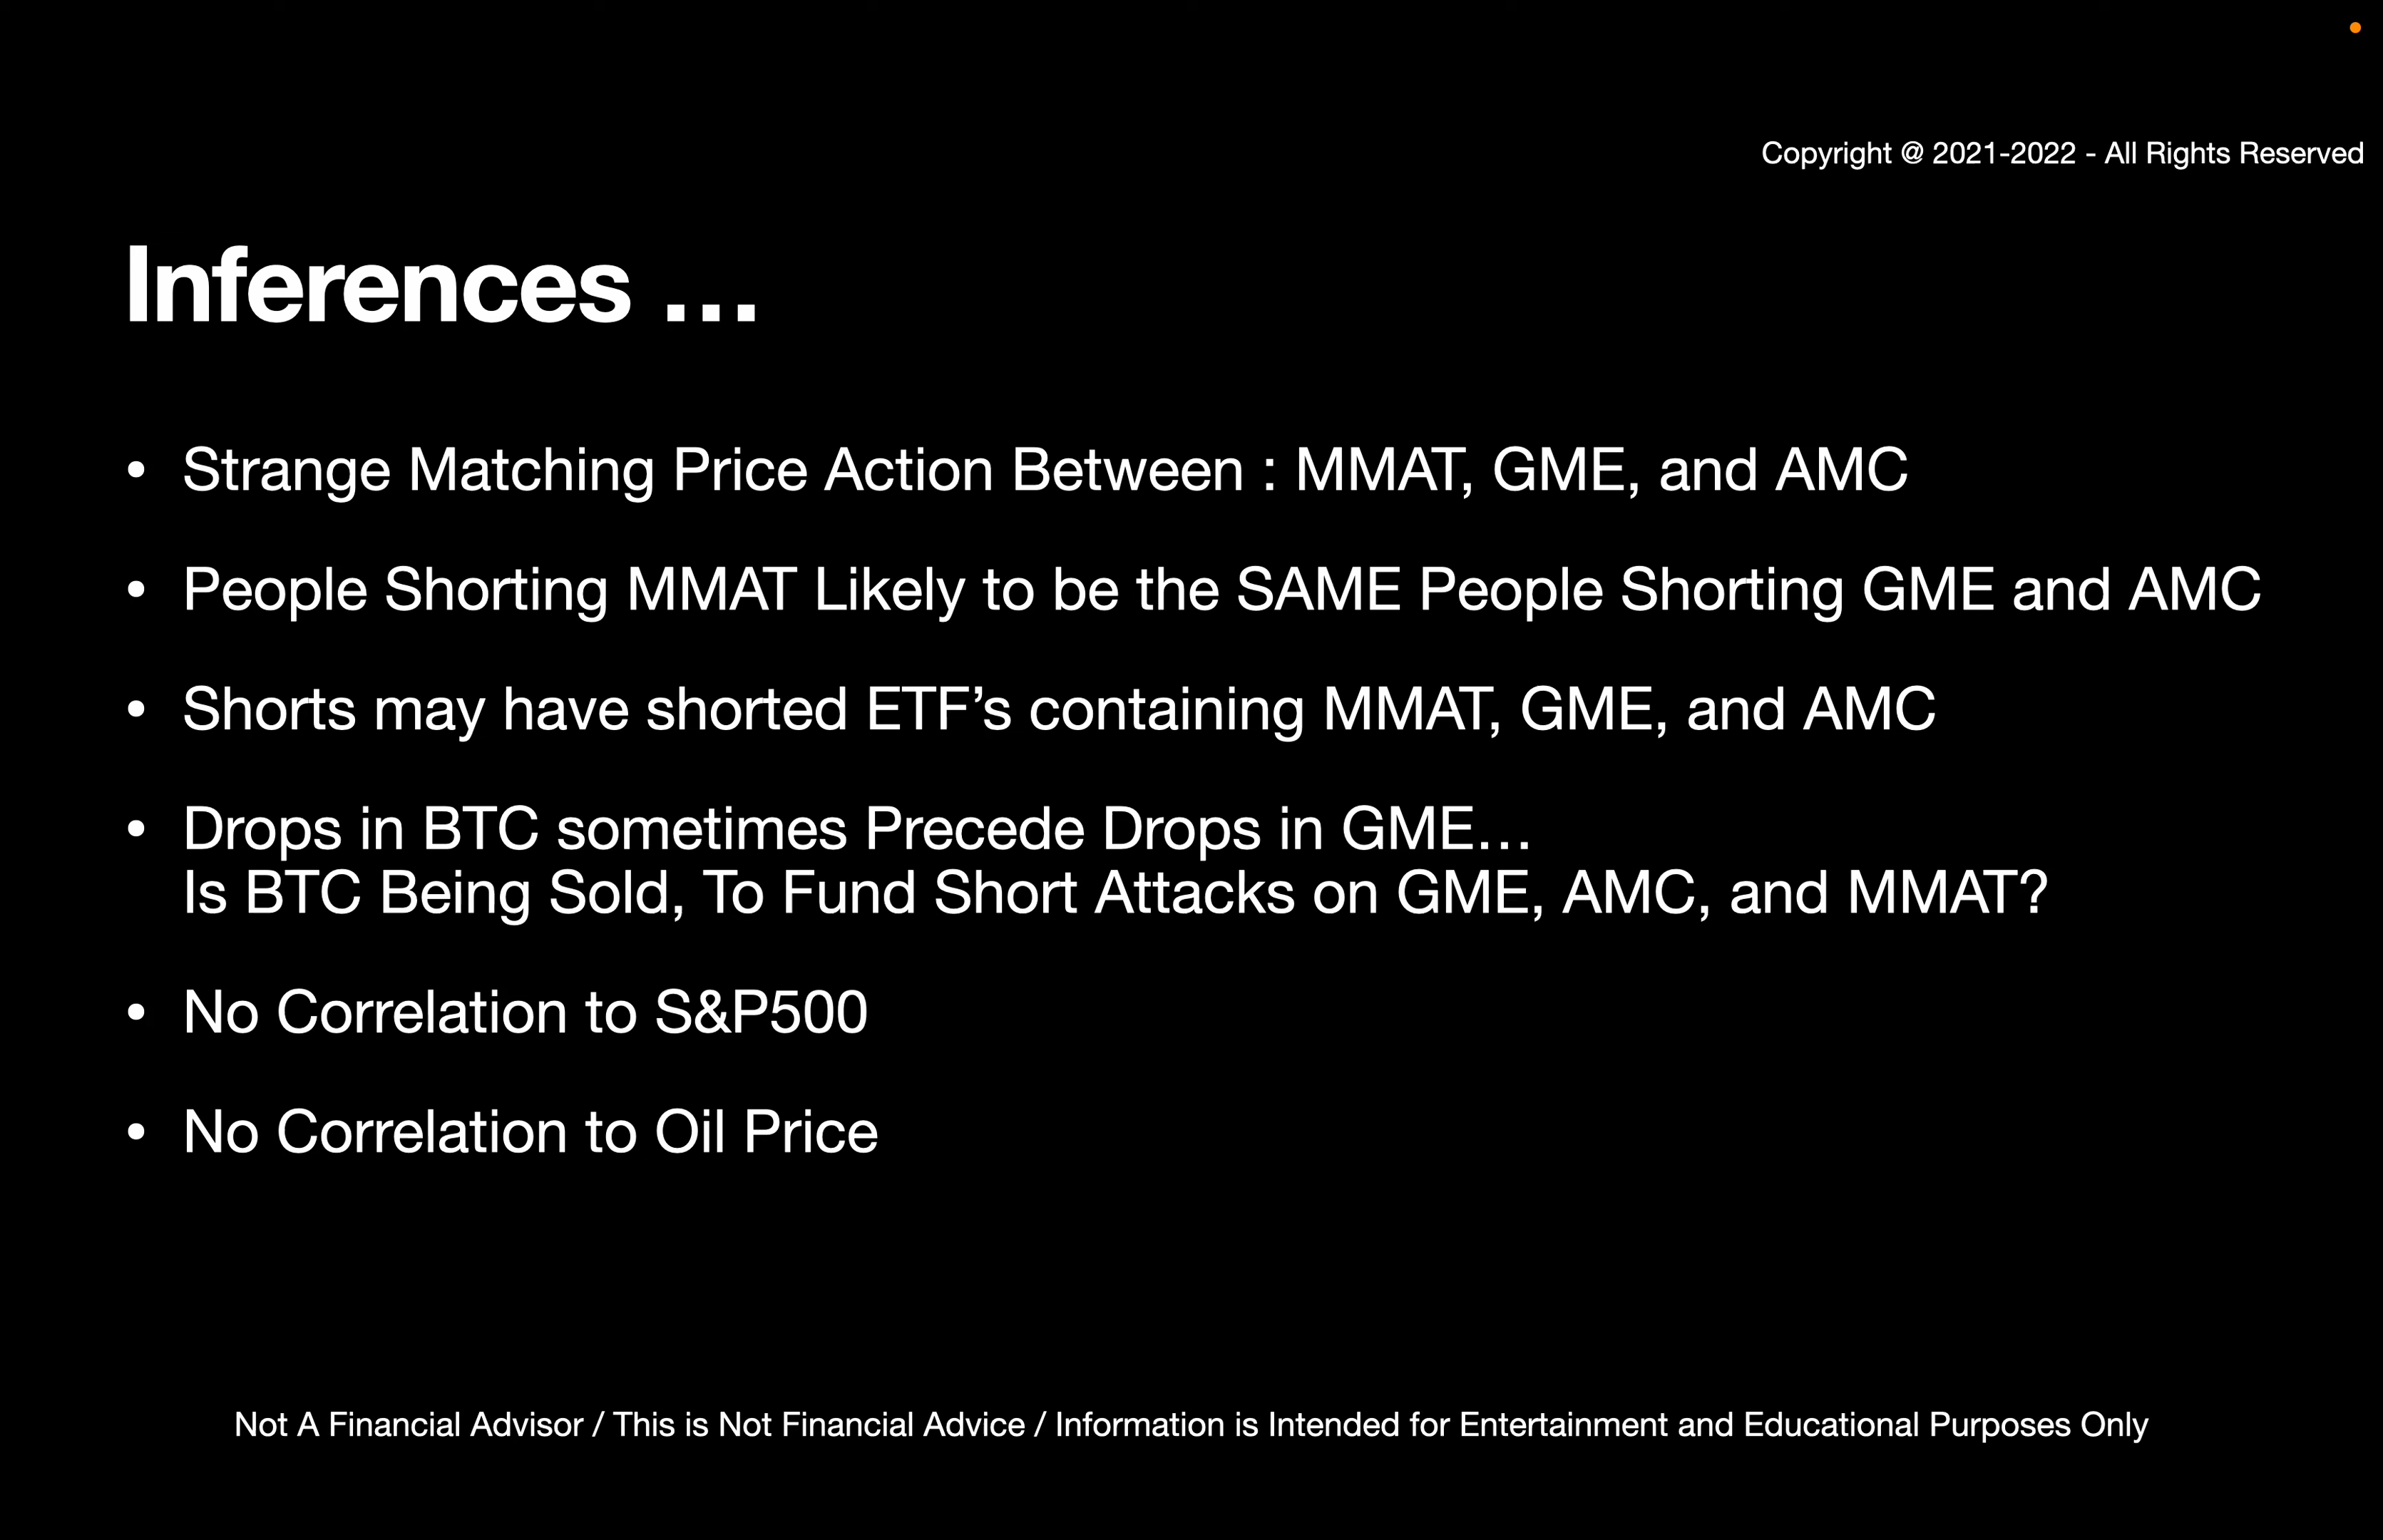 Copyright @ 2021-2022 - All Rights Reserved
Inferences …
• Strange Matching Price Action Between : MMAT, GME, and AMC
• People Shorting MMAT Likely to be the SAME People Shorting GME and AMC
• Shorts may have shorted ETF’s containing MMAT, GME, and AMC
• Drops in BTC sometimes Precede Drops in GME…
Is BTC Being Sold, To Fund Short Attacks on GME, AMC, and MMAT?
• No Correlation to S&P500
• No Correlation to Oil Price
Not A Financial Advisor / This is Not Financial Advice / Information is Intended for Entertainment and Educational Purposes Only